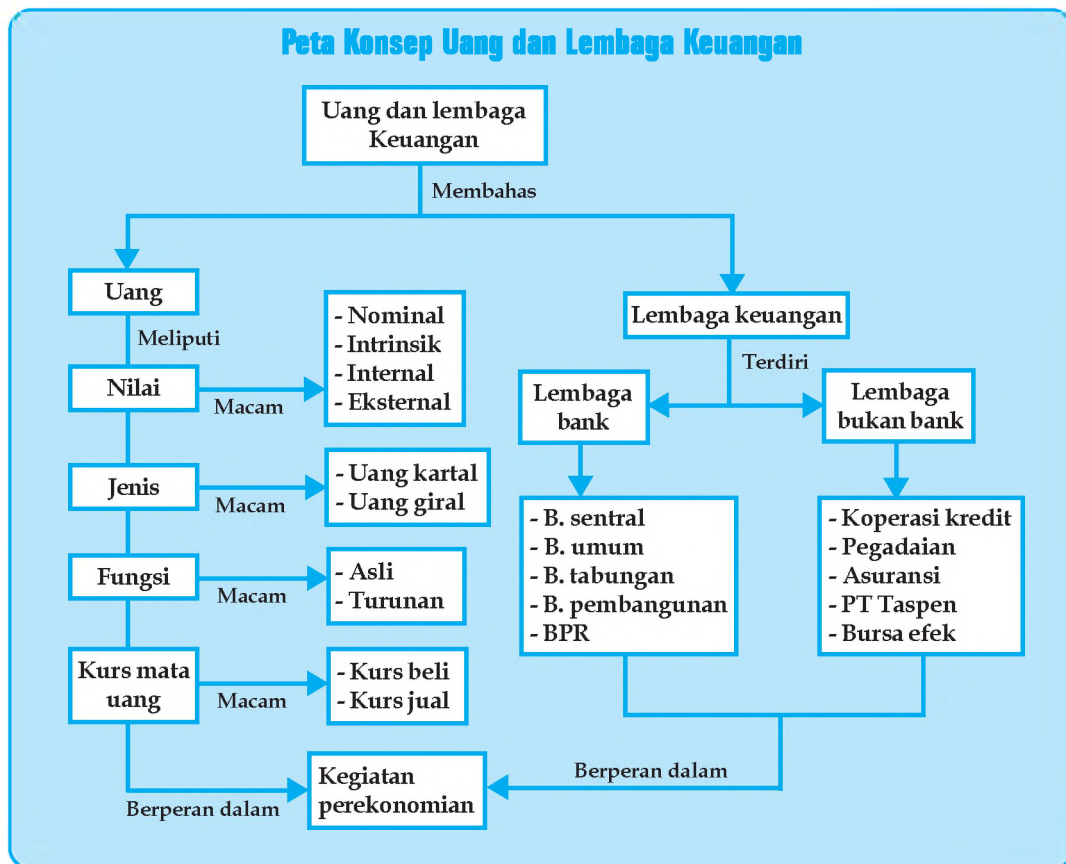 Peta Konsep Uang dan Lembaga Keuangan
Uang dan lembaga
Keuangan
Membahas
Uang
Meliputi
Nilai
Macam
- Nominal
- Intrinsik
- Internal
- Eksternal
Jenis
Macam
- Uang kartal
- Uang giral
Fungsi
Macam
- Asli
- Turunan
Kurs mata
uang
Macam
- Kurs beli
- Kurs jual
Berperan dalam
Lembaga keuangan
Terdiri
Lembaga
bank
- B. sentral
- B. umum
- B. tabungan
- B. pembangunan
- BPR
Lembaga
bukan bank
- Koperasi kredit
- Pegadaian
- Asuransi
- PT Taspen
- Bursa efek
Berperan dalam
Kegiatan
perekonomian